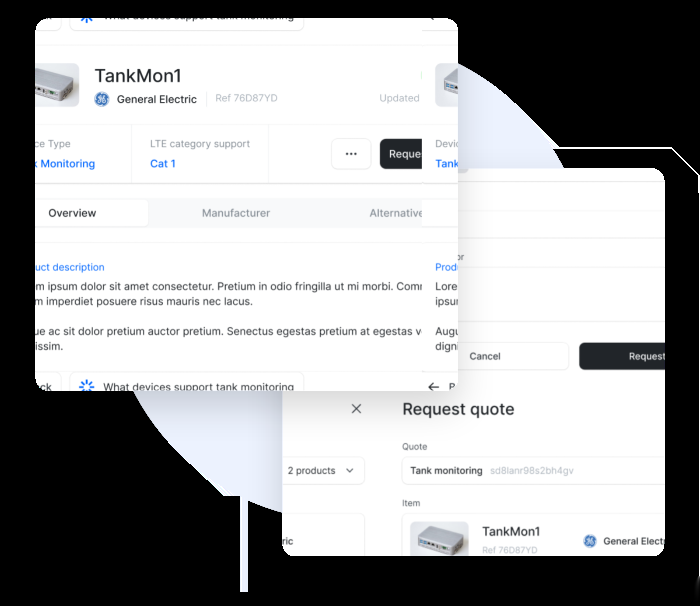 What devices support tank monitoring
TankMon1
General Electric
Ref 76D87YD
Updated
ce Type
LTE category support
Monitoring
Cat 1
...
Reque
Devic
Tank
Overview
Manufacturer
Alternative
uct description
Produ
m ipsum dolor sit amet consectetur. Pretium in odio fringilla ut mi morbi. Comm
Lore
m imperdiet posuere risus mauris nec lacus.
ipsu
ue ac sit dolor pretium auctor pretium. Senectus egestas pretium at egestas v
Augu
issim.
digni
ck
What devices support tank monitoring
or
Cancel
Request
Request quote
Quote
2 products
Tank monitoring
sd8lanr98s2bh4gv
Item
TankMon1
Ref 76D87YD
General Elect
ric